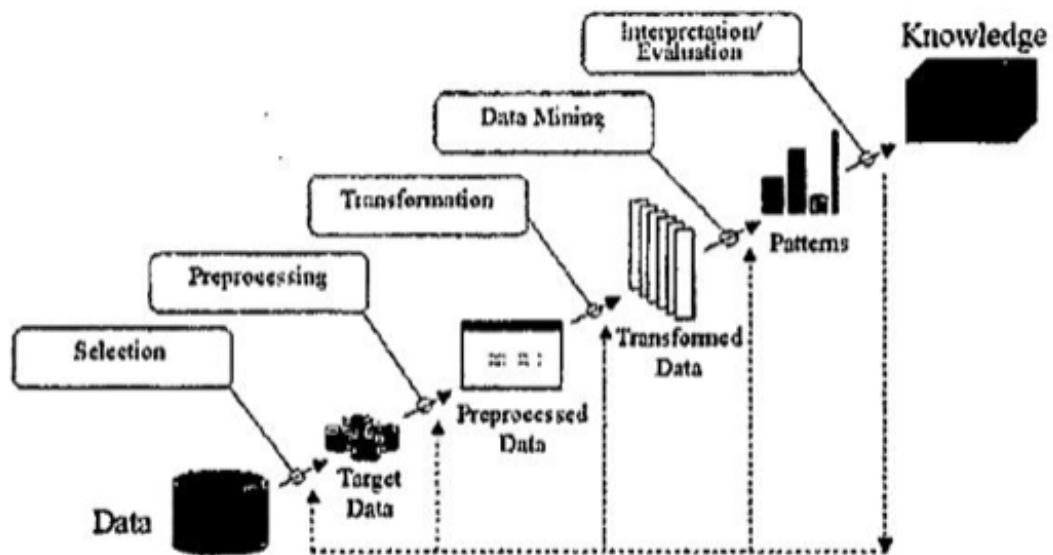 Interpretation/
Evaluation
Knowledge
Data Mining
Transformation
Patterns
Preprocessing
Transformed
Data
Selection
Preprocessed
Data
Target
Data
Data